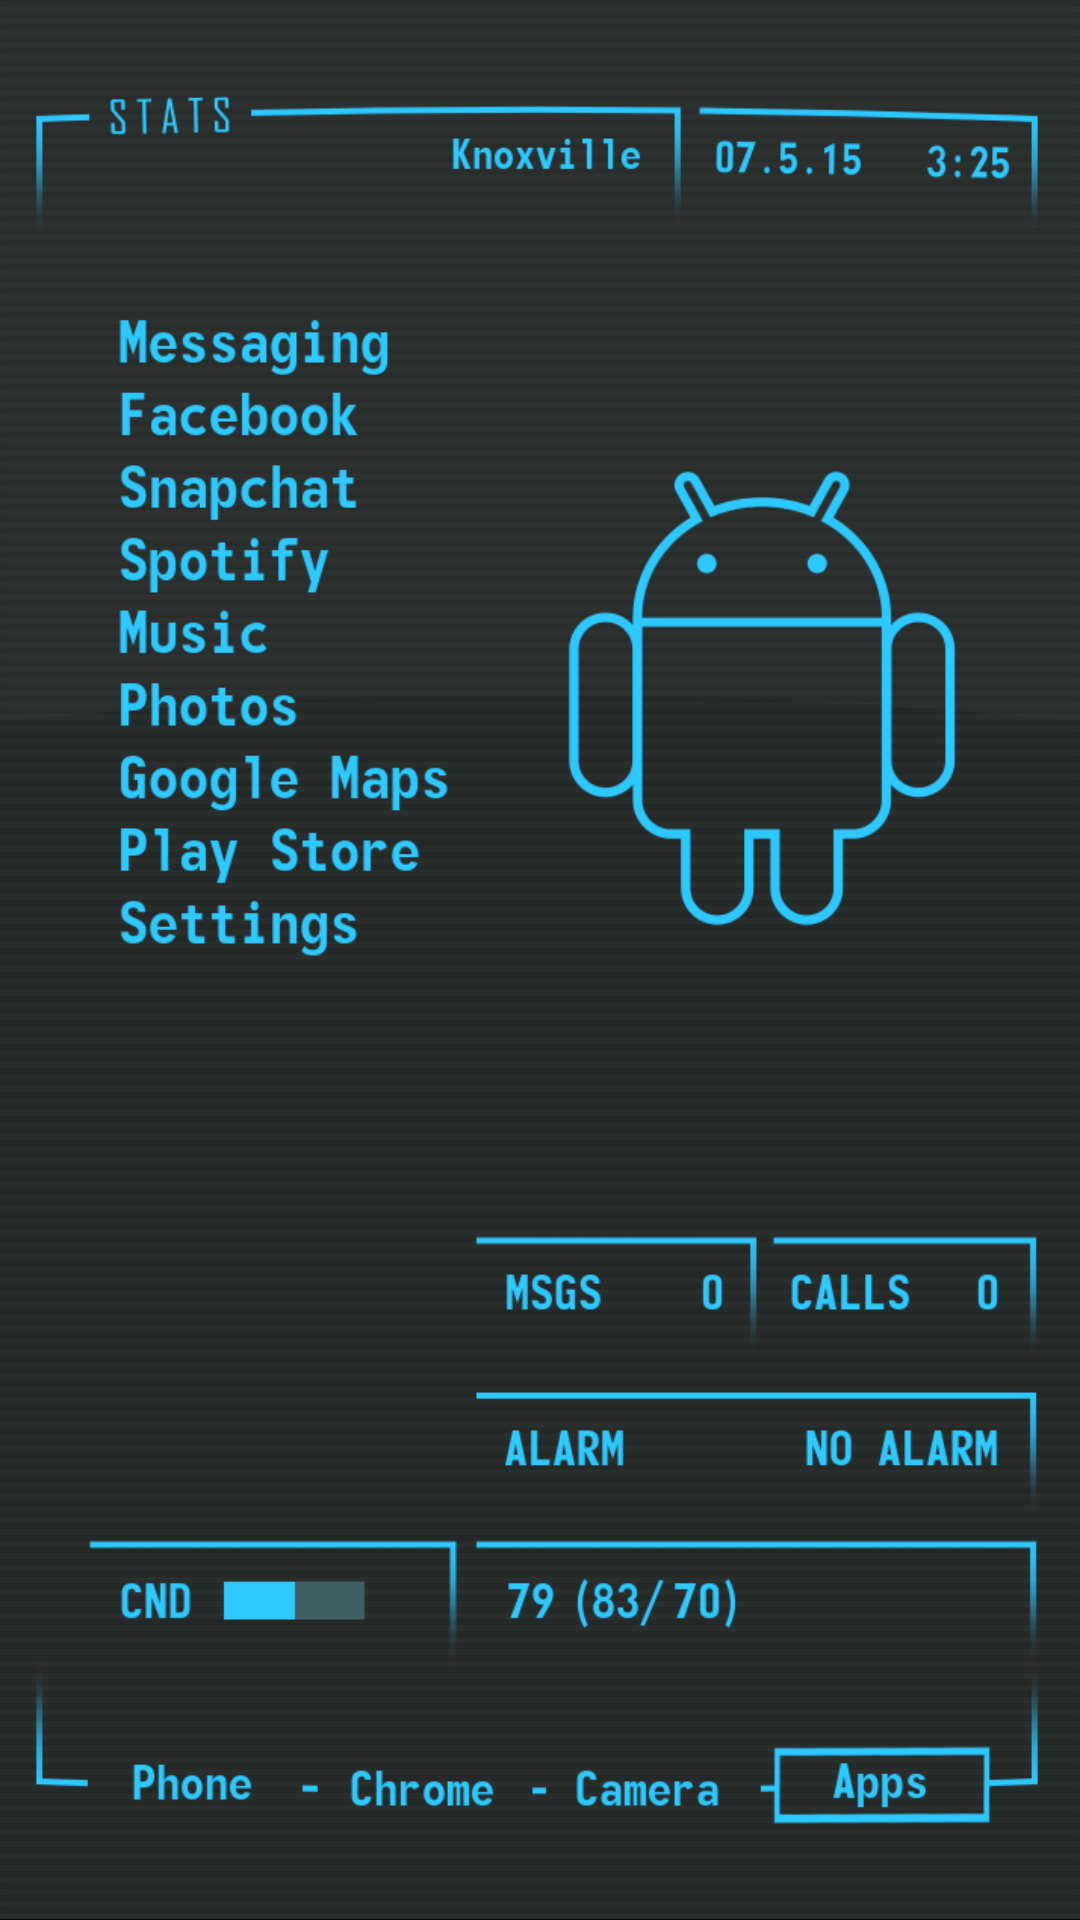 STATS
Knoxville 07.5.15 3:25
Messaging
Facebook
Snapchat
Spotify
Music
Photos
Google Maps
Play Store
Settings
MSGS 0 CALLS 0
ALARM NO ALARM
CND 79 (83/70)
Phone - Chrome - Camera - Apps